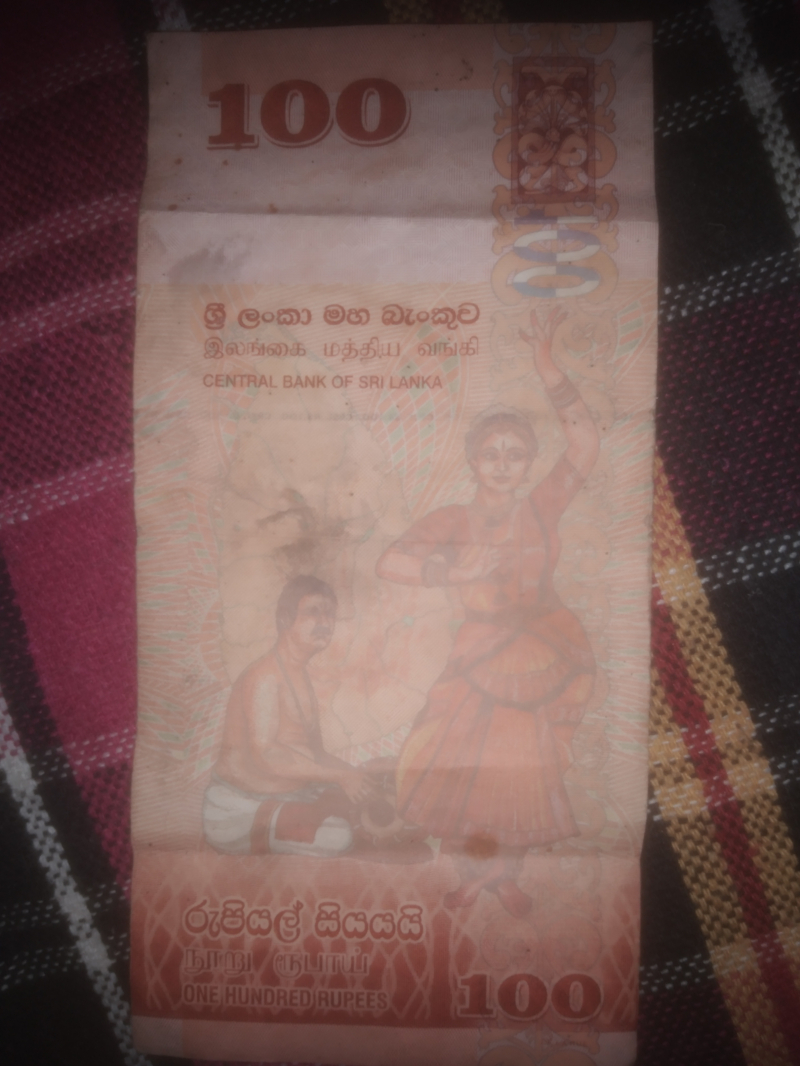 100
ශ්‍රී ලංකා මහ බැංකුව
இலங்கை மத்திய வங்கி
CENTRAL BANK OF SRI LANKA
රුපියල් සියයයි
நூறு ரூபாய்
ONE HUNDRED RUPEES
100